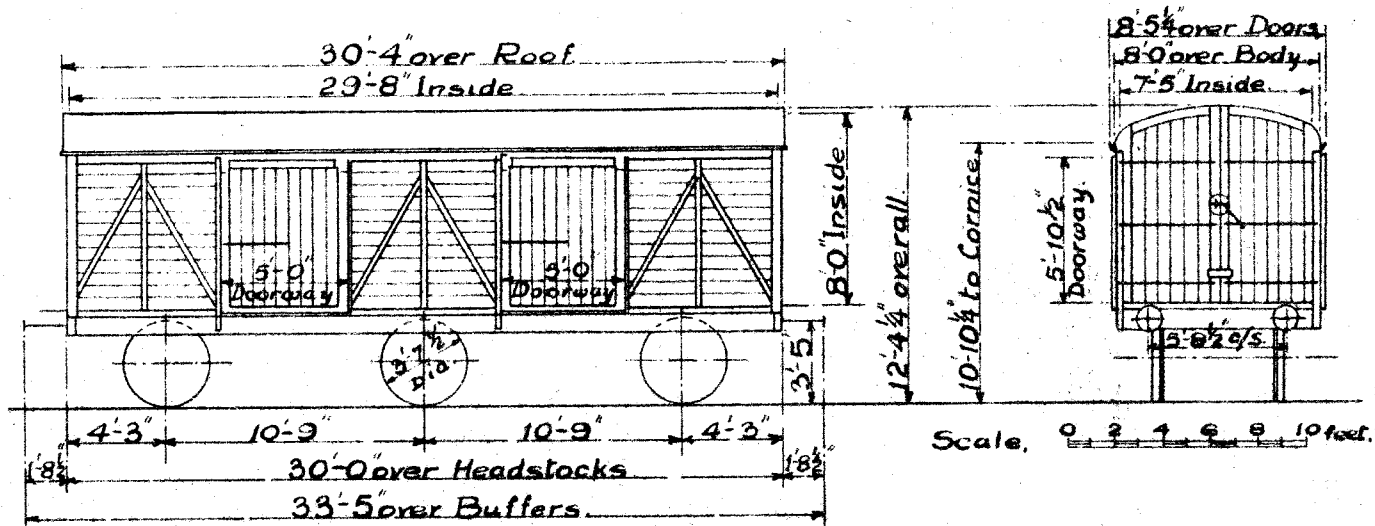 30'-4" over Roof.
29'-8" Inside.
8'-5¼" over Doors
8'-0" over Body
7'-5" Inside.
8'-0" Inside
12'-4¼" overall
10'-10¼" to Cornice
5'-10½"
Doorway.
5'-0"
Doorway
5'-0"
Doorway
3'-7½"
Dia.
3'-5"
5'-8½" c/s.
4'-3" 10'-9" 10'-9" 4'-3"
1'-8½" 30'-0" over Headstocks 1'-8½"
33'-5" over Buffers.
Scale. 0 2 4 6 8 10 feet.